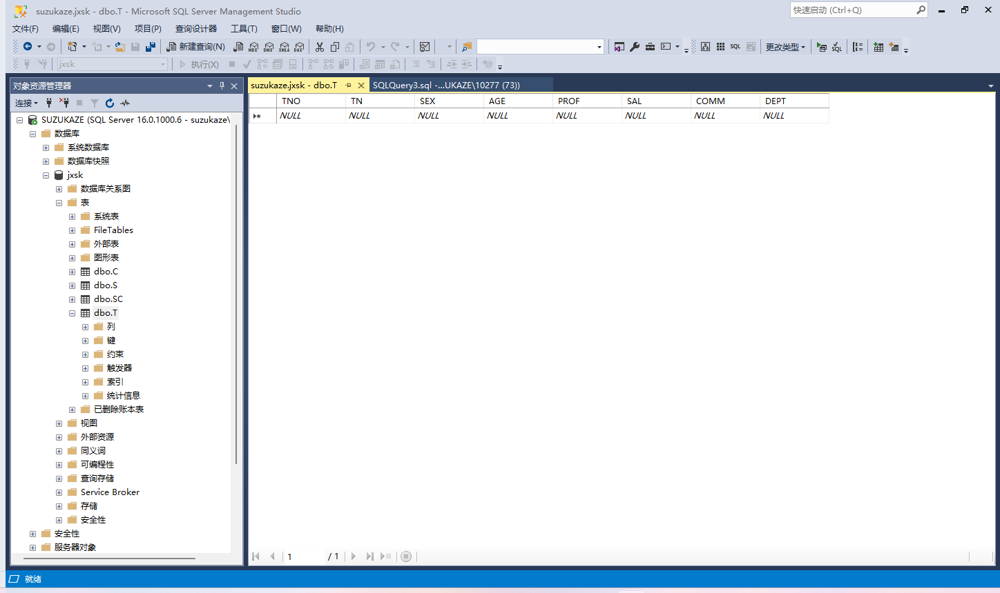 suzukaze.jxsk - dbo.T - Microsoft SQL Server Management Studio
快速启动 (Ctrl+Q)
文件(F) 编辑(E) 视图(V) 项目(P) 查询设计器 工具(T) 窗口(W) 帮助(H)
新建查询(N) MDX DMX XMLA DAX SQL 更改类型 SQL
jxsk 执行(X)
对象资源管理器
suzukaze.jxsk - dbo.T
SQLQuery3.sql -...UKAZE\10277 (73))
连接
TNO TN SEX AGE PROF SAL COMM DEPT
NULL NULL NULL NULL NULL NULL NULL NULL
SUZUKAZE (SQL Server 16.0.1000.6 - suzukaze\
数据库
系统数据库
数据库快照
jxsk
数据库关系图
表
系统表
FileTables
外部表
图形表
dbo.C
dbo.S
dbo.SC
dbo.T
列
键
约束
触发器
索引
统计信息
已删除账本表
视图
外部资源
同义词
可编程性
查询存储
Service Broker
存储
安全性
安全性
服务器对象
1 / 1
就绪